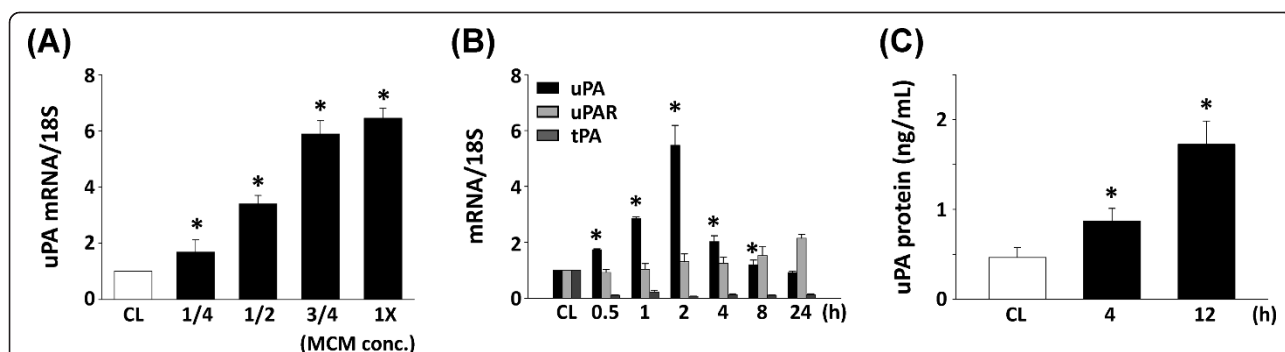 (A)
uPA mRNA/18S
8
6
4
2
0
*
*
*
*
CL 1/4 1/2 3/4 1X
(MCM conc.)
(B)
mRNA/18S
8
6
4
2
0
uPA
uPAR
tPA
*
*
*
*
*
CL 0.5 1 2 4 8 24 (h)
(C)
uPA protein (ng/mL)
2
1
0
*
*
CL 4 12 (h)